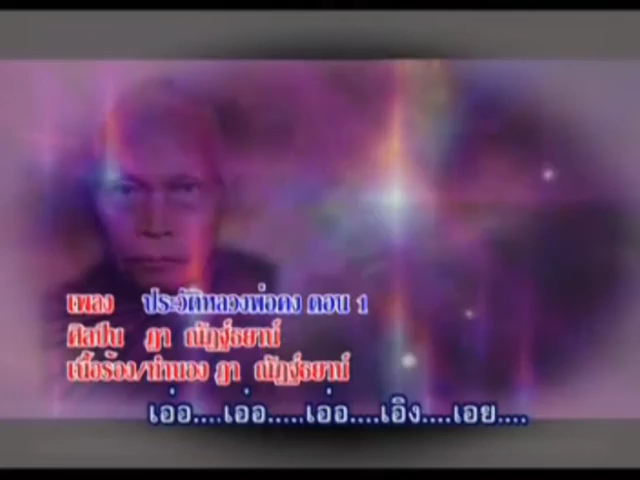 เพลง ประวัติหลวงพ่อคง ตอน 1
ศิลปิน ภา ณัฏฐ์ธยาน์
เนื้อร้อง/ทำนอง ภา ณัฏฐ์ธยาน์
เอ่อ....เอ่อ.....เอ่อ....เอิง....เอย....